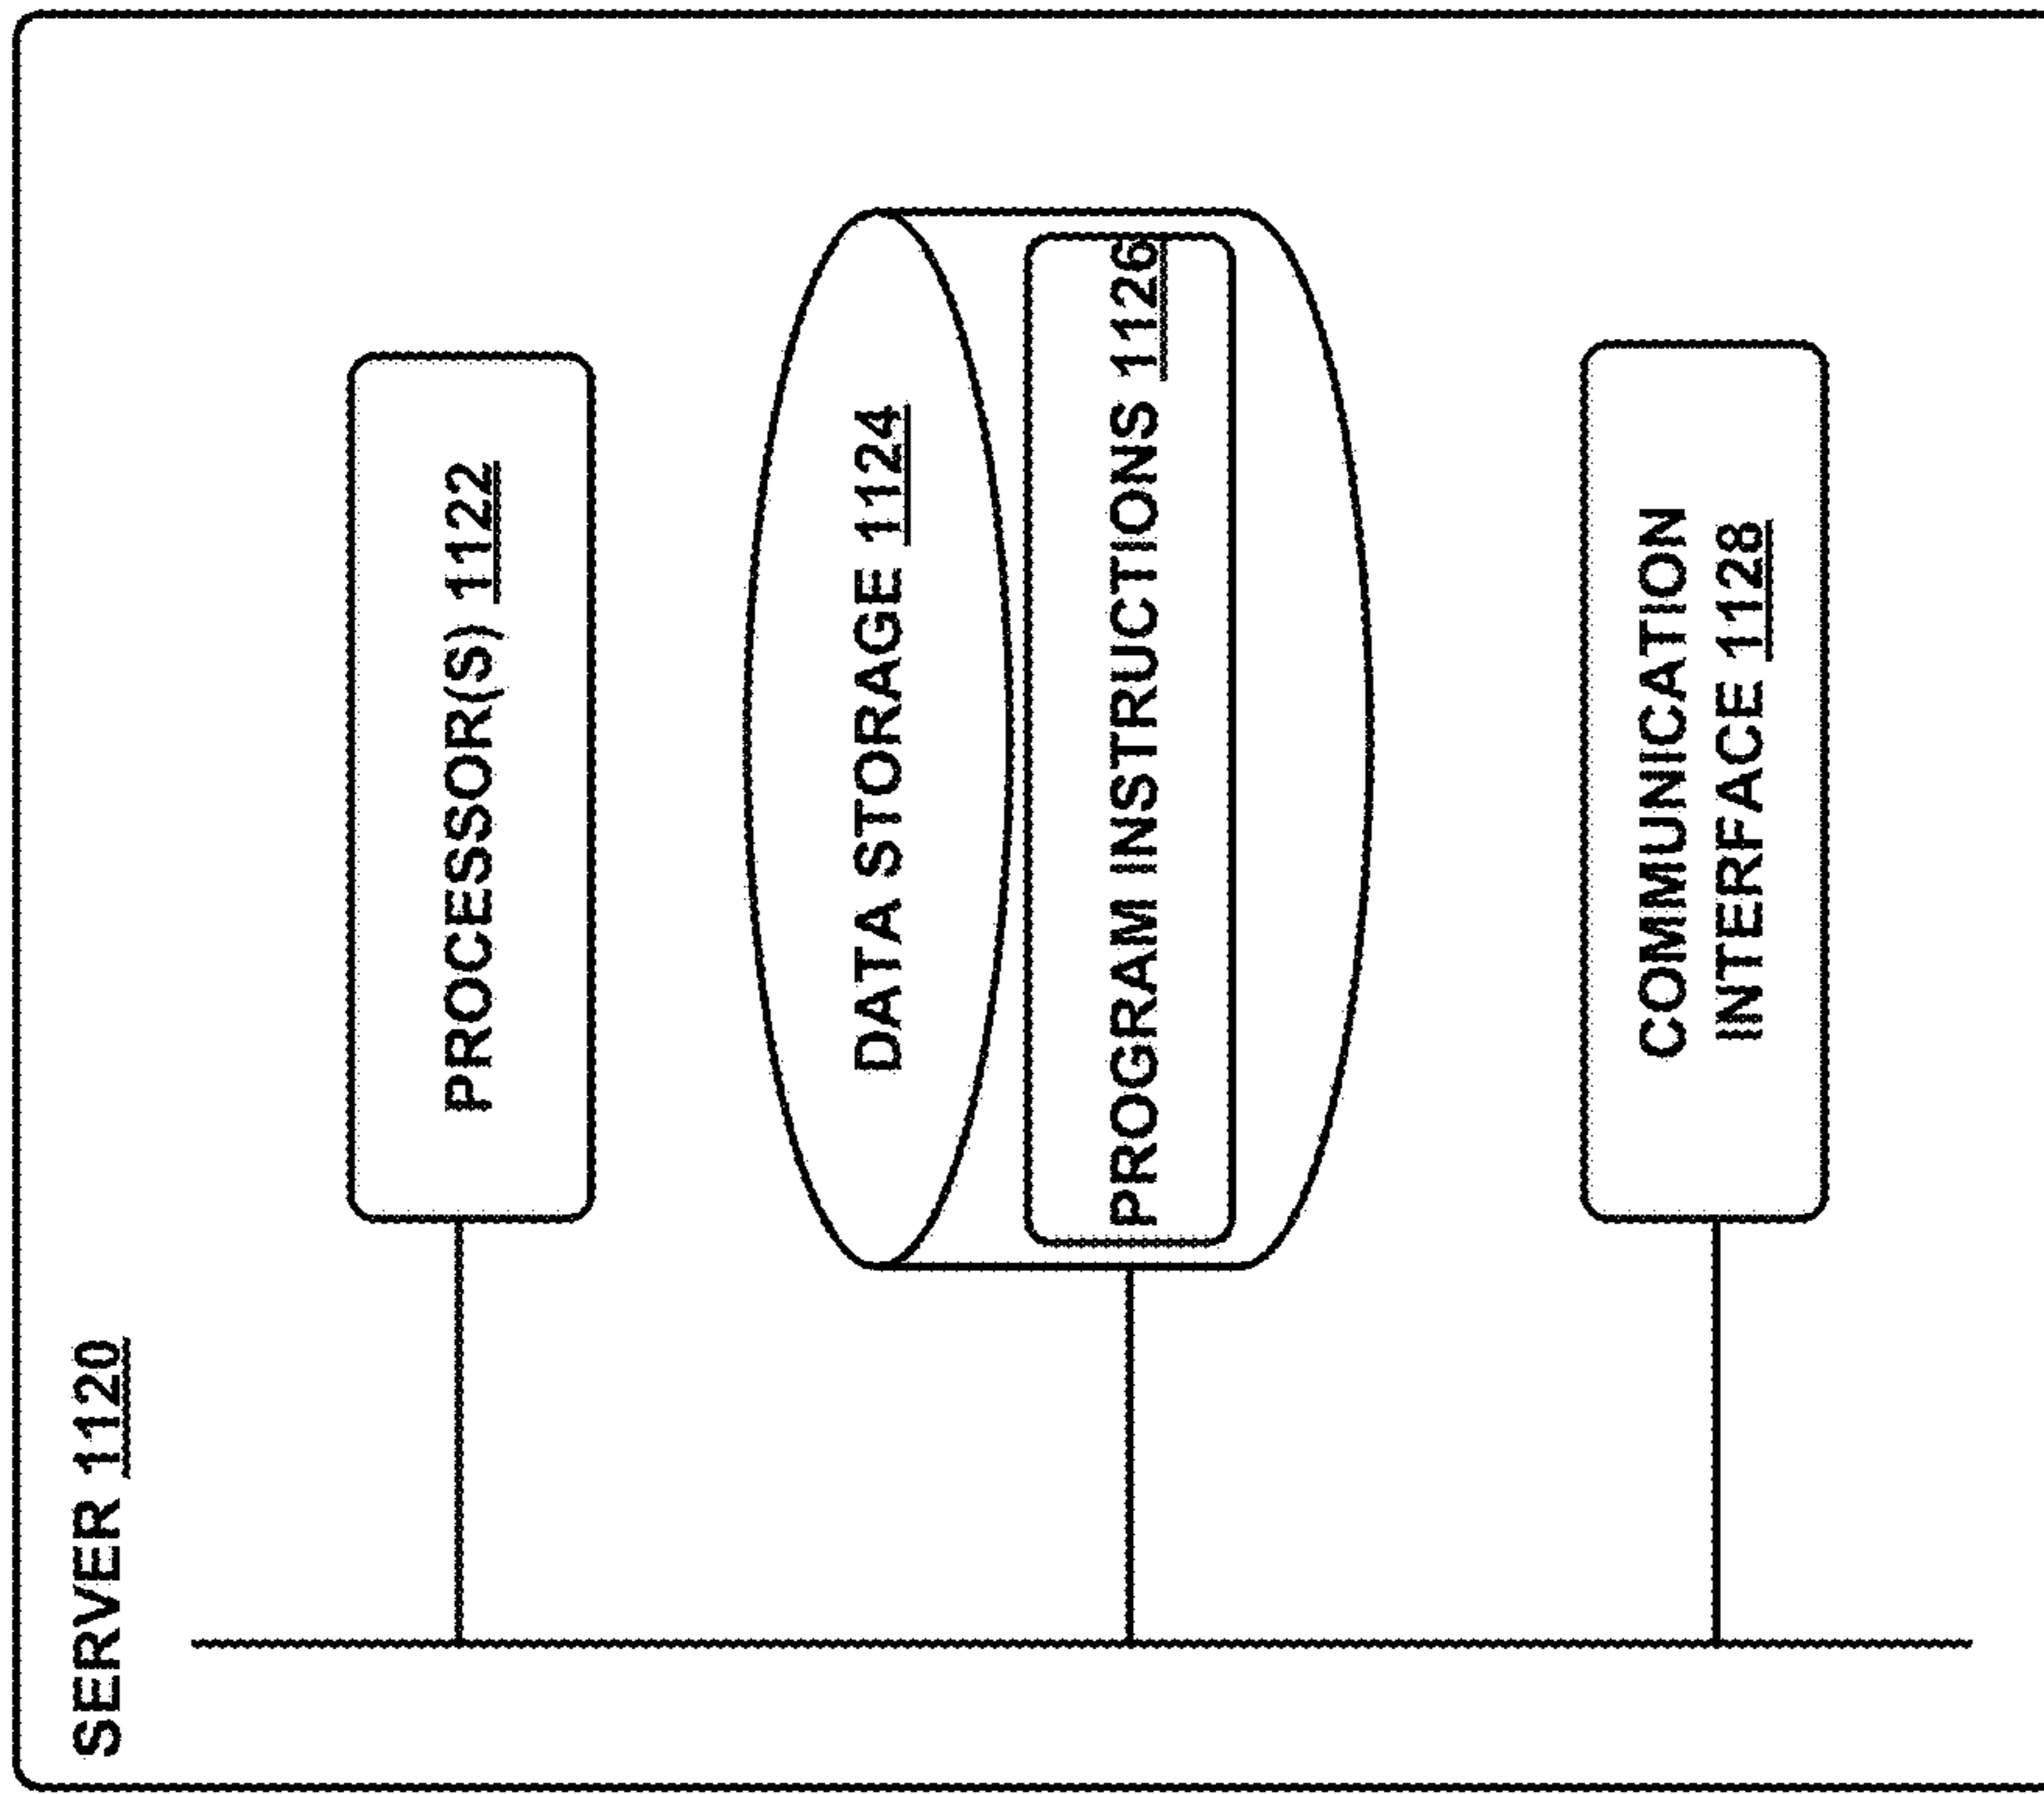 SERVER 1120
PROCESSOR(S) 1122
DATA STORAGE 1124
PROGRAM INSTRUCTIONS 1126
COMMUNICATION
INTERFACE 1128